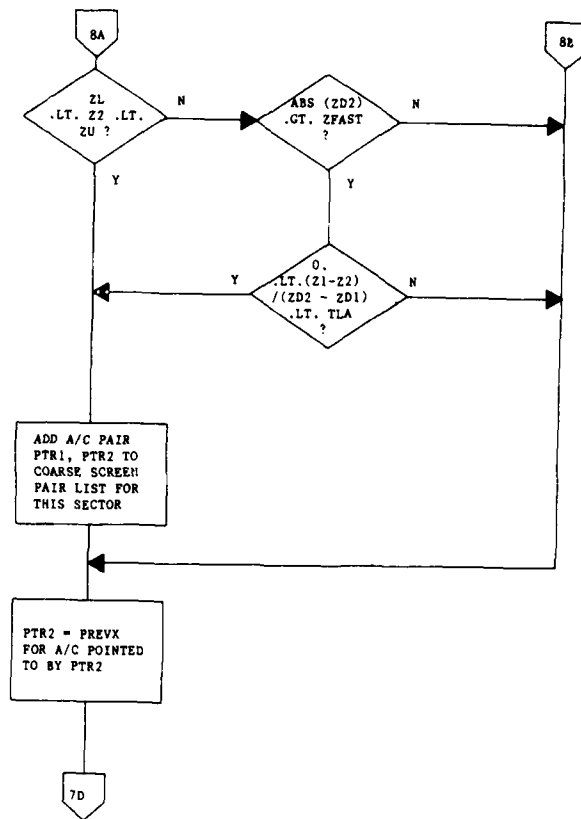 8A
8B
ZL
.LT. Z2 .LT.
ZU ?
N
ABS (ZD2)
.GT. ZFAST
?
N
Y
Y
0.
.LT.(Z1-Z2)
/(ZD2 - ZD1)
.LT. TLA
?
Y
N
ADD A/C PAIR
PTR1, PTR2 TO
COARSE SCREEN
PAIR LIST FOR
THIS SECTOR
PTR2 = PREVX
FOR A/C POINTED
TO BY PTR2
7D